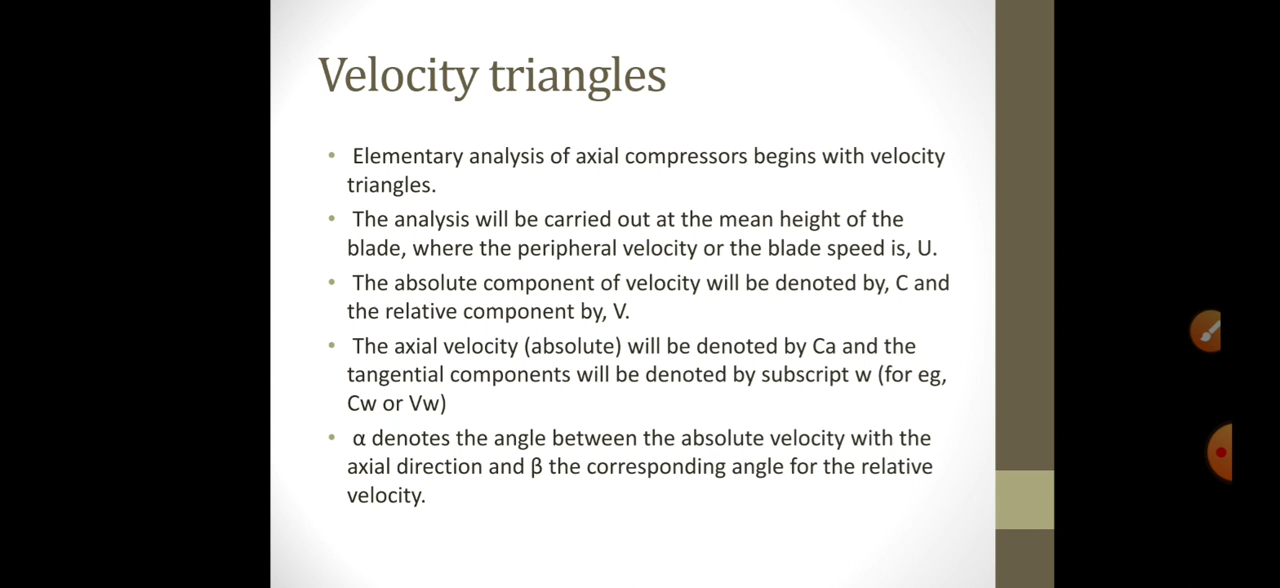 Velocity triangles
• Elementary analysis of axial compressors begins with velocity
triangles.
• The analysis will be carried out at the mean height of the
blade, where the peripheral velocity or the blade speed is, U.
• The absolute component of velocity will be denoted by, C and
the relative component by, V.
• The axial velocity (absolute) will be denoted by Ca and the
tangential components will be denoted by subscript w (for eg,
Cw or Vw)
• α denotes the angle between the absolute velocity with the
axial direction and β the corresponding angle for the relative
velocity.